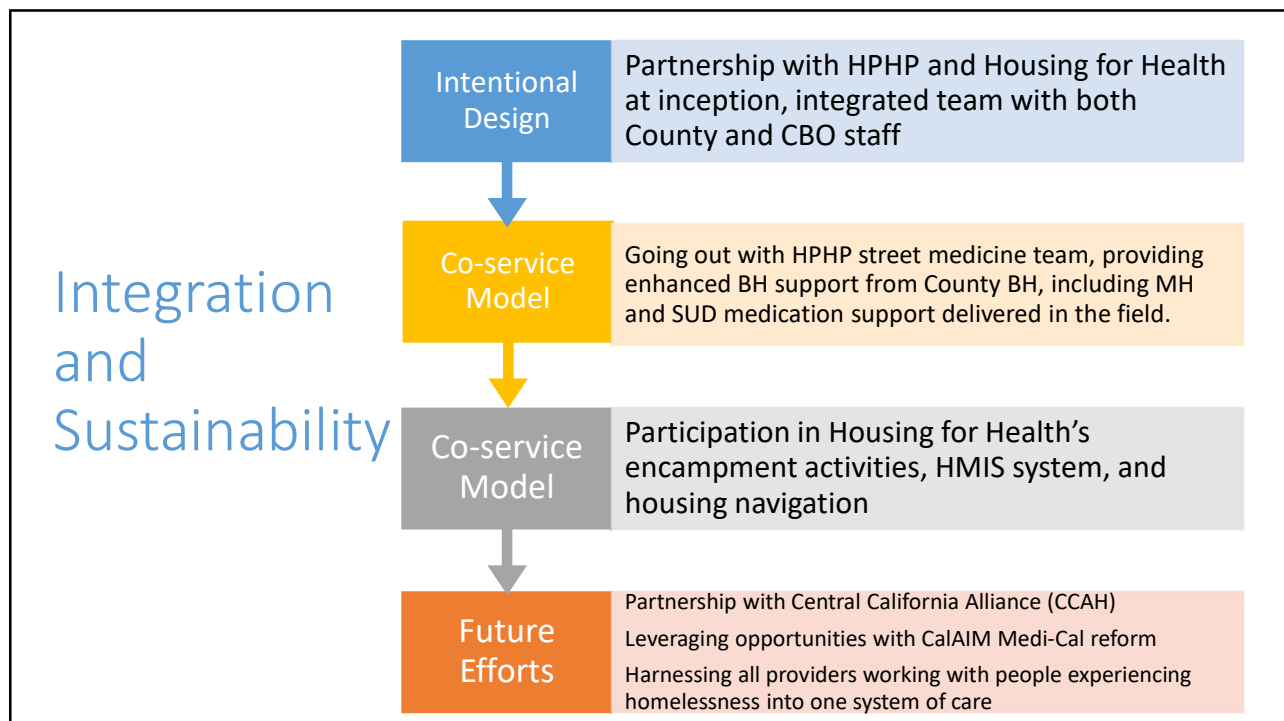 Integration
and
Sustainability
Intentional
Design
Partnership with HPHP and Housing for Health
at inception, integrated team with both
County and CBO staff
Co-service
Model
Going out with HPHP street medicine team, providing
enhanced BH support from County BH, including MH
and SUD medication support delivered in the field.
Co-service
Model
Participation in Housing for Health’s
encampment activities, HMIS system, and
housing navigation
Future
Efforts
Partnership with Central California Alliance (CCAH)
Leveraging opportunities with CalAIM Medi-Cal reform
Harnessing all providers working with people experiencing
homelessness into one system of care